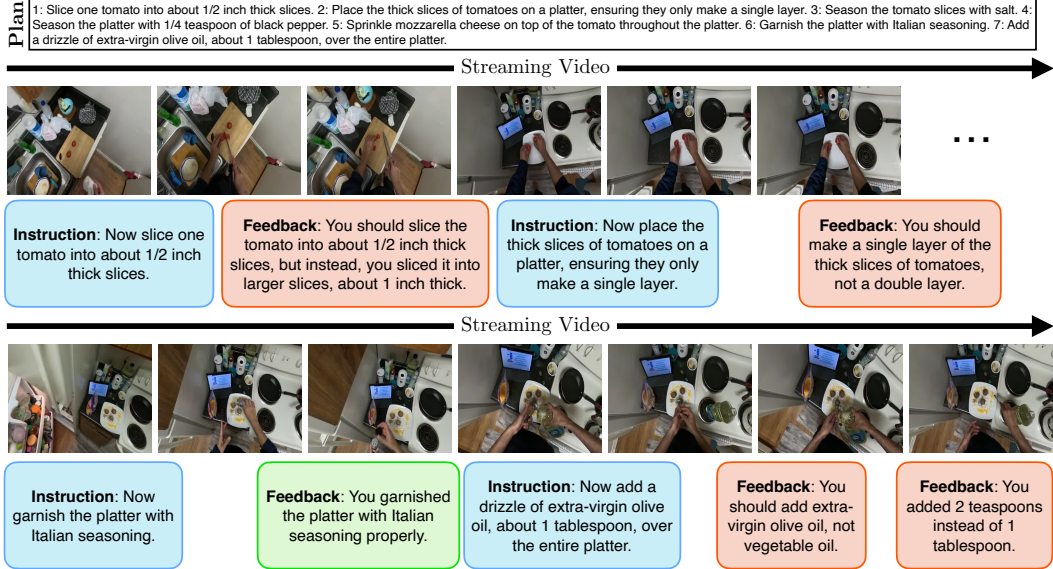 Plan
1: Slice one tomato into about 1/2 inch thick slices. 2: Place the thick slices of tomatoes on a platter, ensuring they only make a single layer. 3: Season the tomato slices with salt. 4:
Season the platter with 1/4 teaspoon of black pepper. 5: Sprinkle mozzarella cheese on top of the tomato throughout the platter. 6: Garnish the platter with Italian seasoning. 7: Add
a drizzle of extra-virgin olive oil, about 1 tablespoon, over the entire platter.
Streaming Video
...
Instruction: Now slice one
tomato into about 1/2 inch
thick slices.
Feedback: You should slice the
tomato into about 1/2 inch thick
slices, but instead, you sliced it into
larger slices, about 1 inch thick.
Instruction: Now place the
thick slices of tomatoes on a
platter, ensuring they only
make a single layer.
Feedback: You should
make a single layer of the
thick slices of tomatoes,
not a double layer.
Streaming Video
Instruction: Now
garnish the platter with
Italian seasoning.
Feedback: You garnished
the platter with Italian
seasoning properly.
Instruction: Now add a
drizzle of extra-virgin olive
oil, about 1 tablespoon, over
the entire platter.
Feedback: You
should add extra-
virgin olive oil, not
vegetable oil.
Feedback: You
added 2 teaspoons
instead of 1
tablespoon.